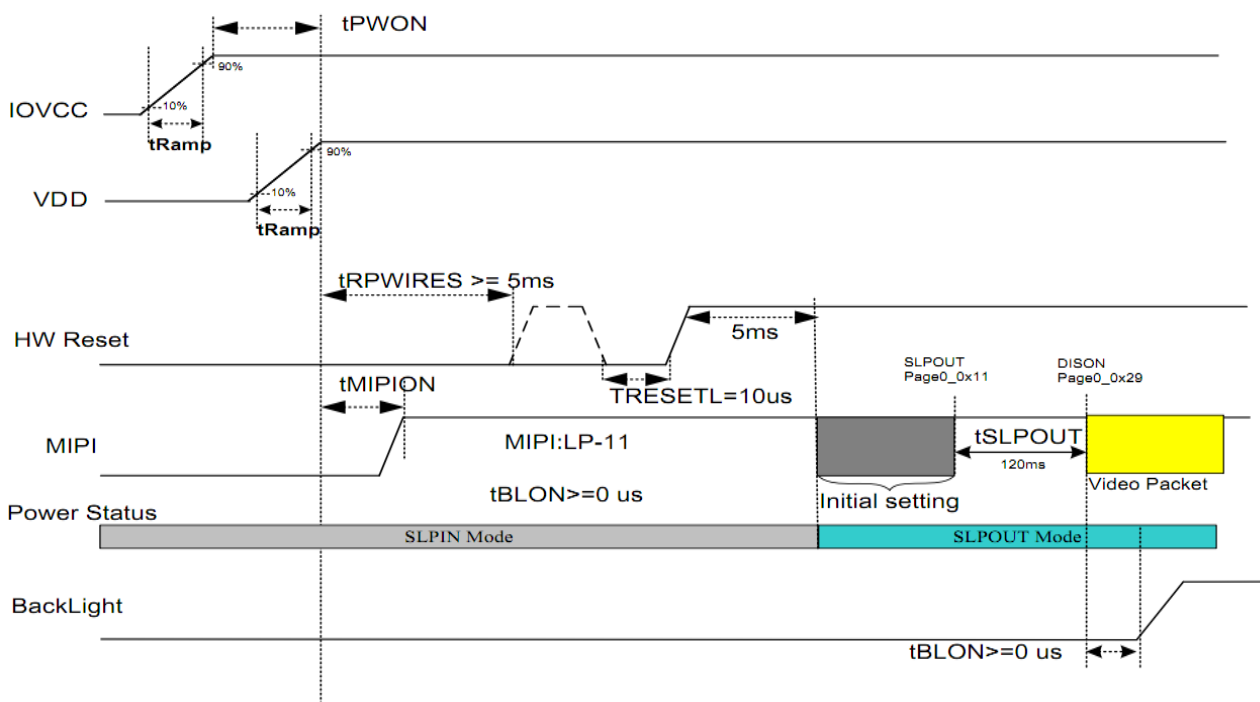 tPWON
90%
IOVCC
10%
tRamp
90%
VDD
10%
tRamp
tRPWIRES >= 5ms
HW Reset
5ms
SLPOUT
Page0_0x11
DISON
Page0_0x29
tMIPION
TRESETL=10us
MIPI
MIPI:LP-11
tSLPOUT
120ms
Video Packet
tBLON>=0 us
Initial setting
Power Status
SLPIN Mode
SLPOUT Mode
BackLight
tBLON>=0 us